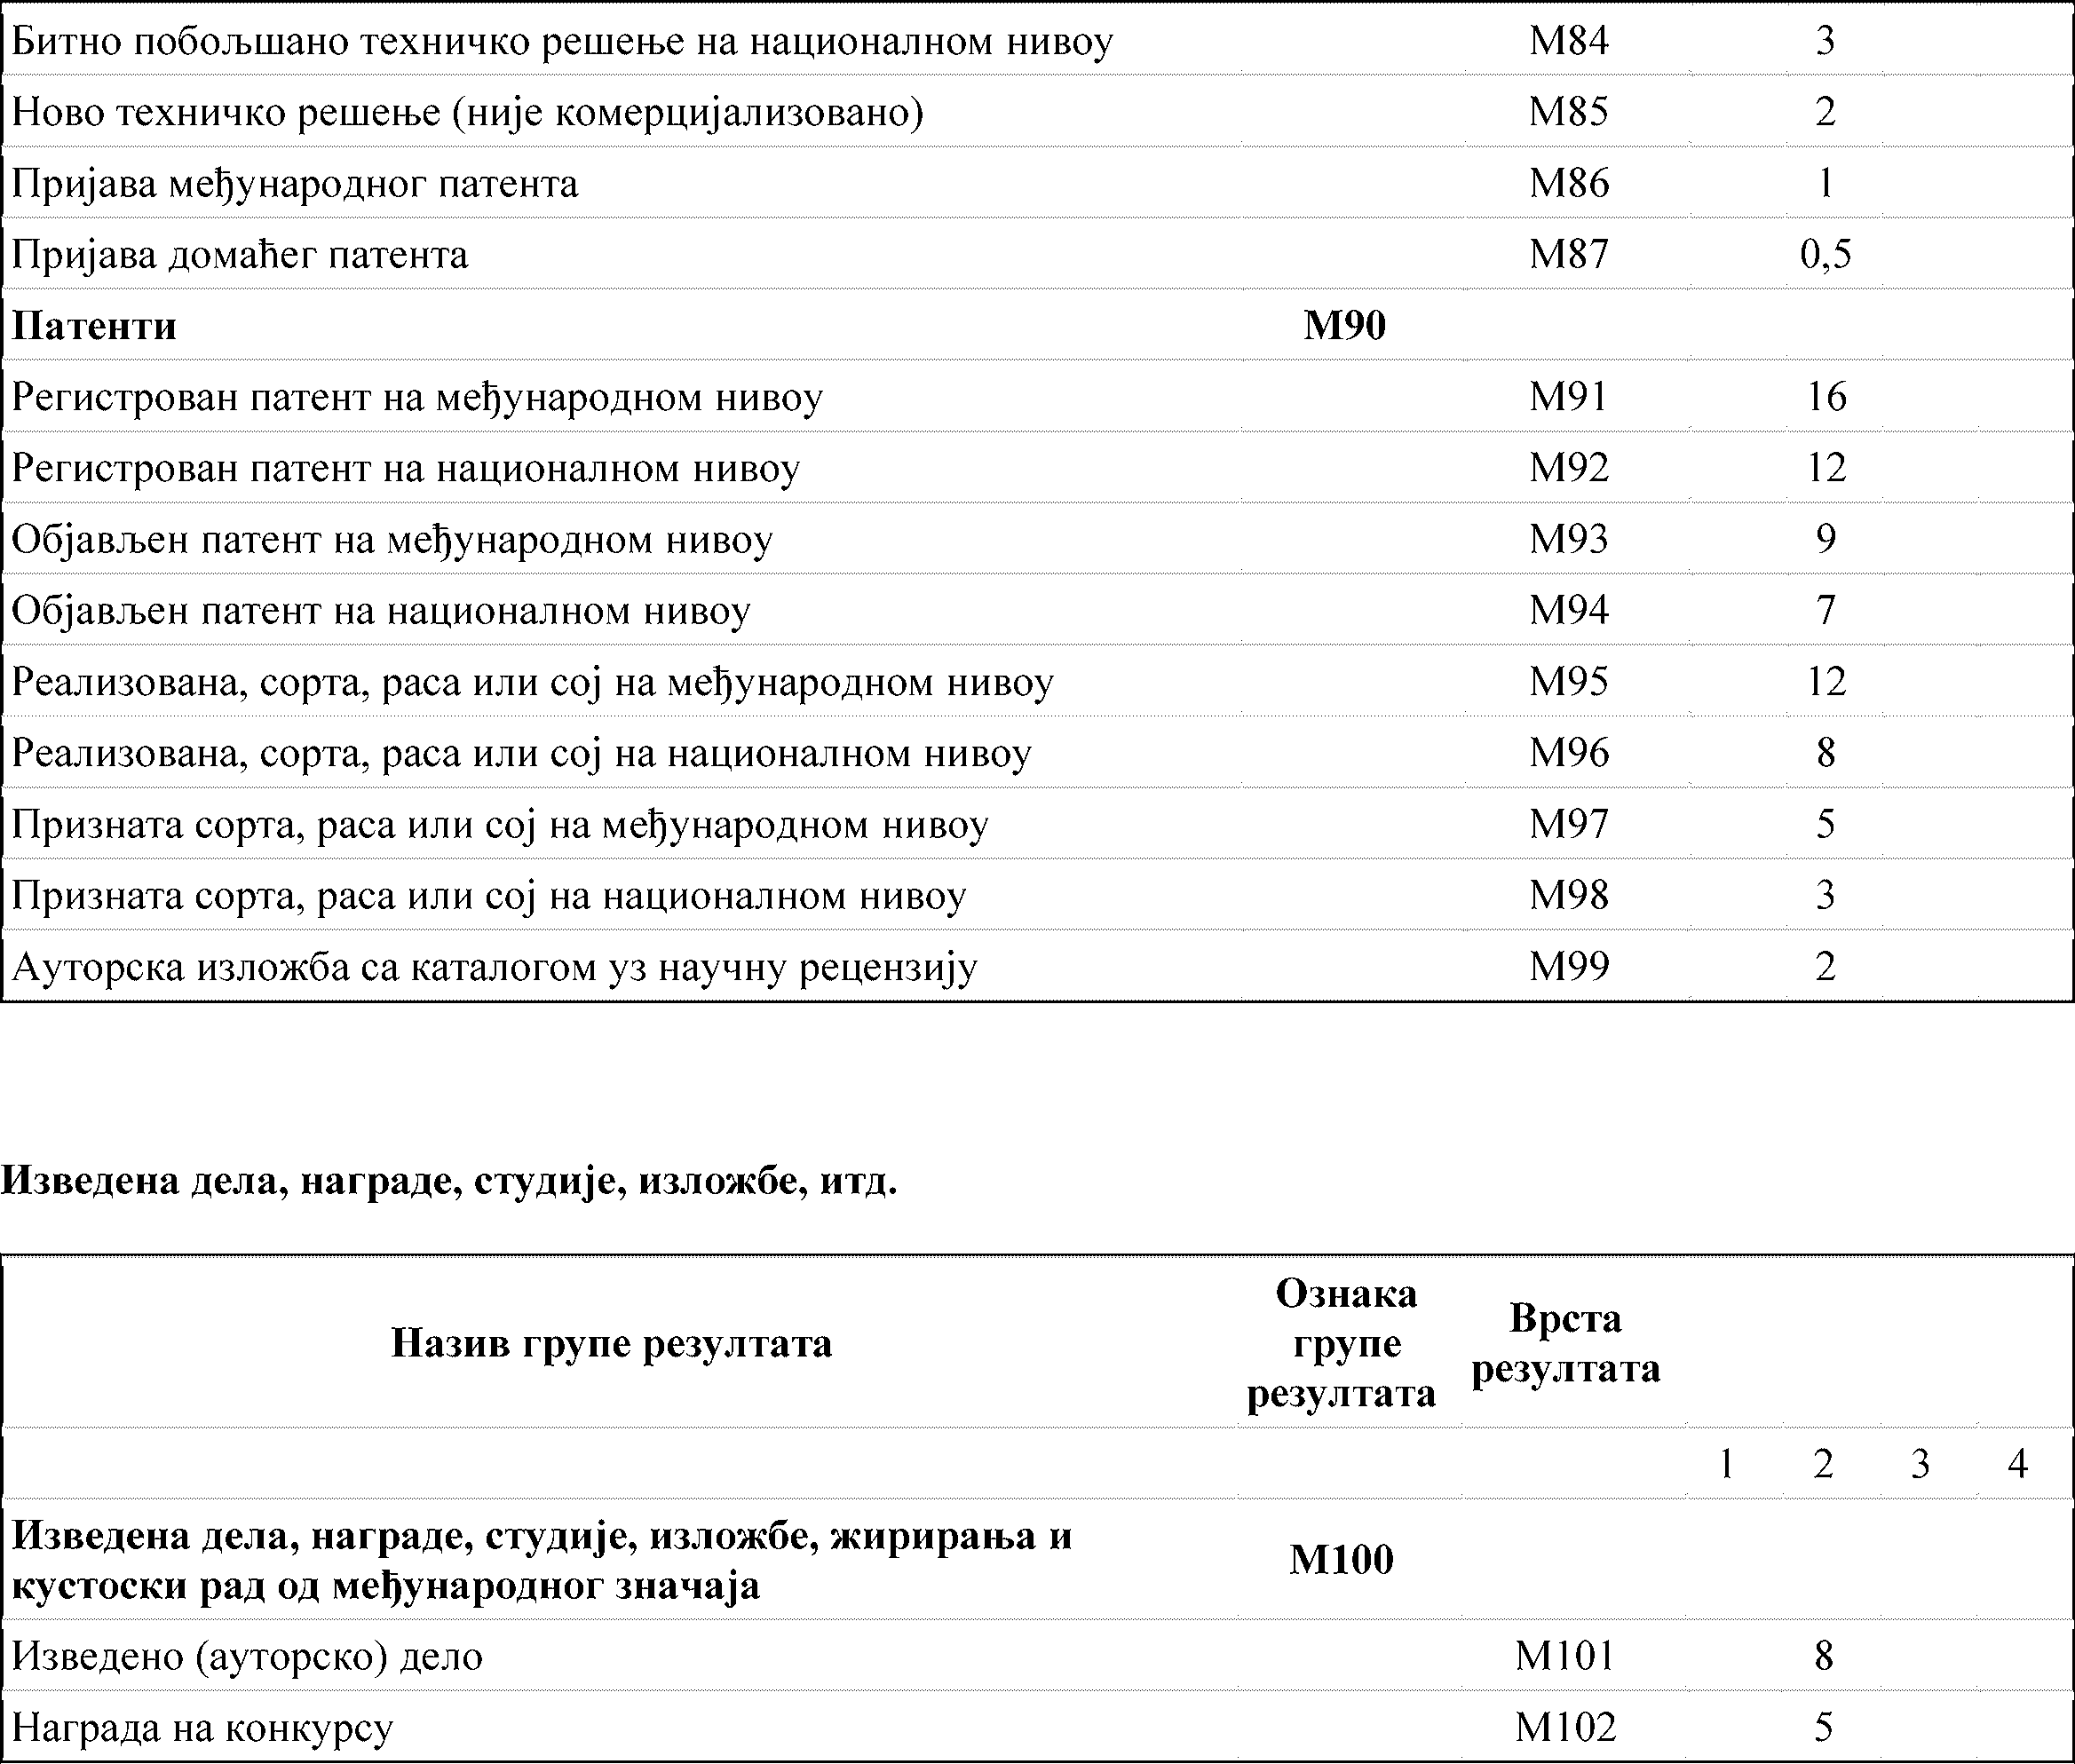 Битно побољшано техничко решење на националном нивоу M84 3
Ново техничко решење (није комерцијализовано) M85 2
Пријава међународног патента M86 1
Пријава домаћег патента M87 0,5
Патенти M90
Регистрован патент на међународном нивоу M91 16
Регистрован патент на националном нивоу M92 12
Објављен патент на међународном нивоу M93 9
Објављен патент на националном нивоу M94 7
Реализована, сорта, раса или сој на међународном нивоу M95 12
Реализована, сорта, раса или сој на националном нивоу M96 8
Призната сорта, раса или сој на међународном нивоу M97 5
Призната сорта, раса или сој на националном нивоу M98 3
Ауторска изложба са каталогом уз научну рецензију M99 2
Изведена дела, награде, студије, изложбе, итд.
Назив групе резултата
Ознака
групе
резултата
Врста
резултата
1 2 3 4
Изведена дела, награде, студије, изложбе, жирирања и
кустоски рад од међународног значаја
M100
Изведено (ауторско) дело M101 8
Награда на конкурсу M102 5